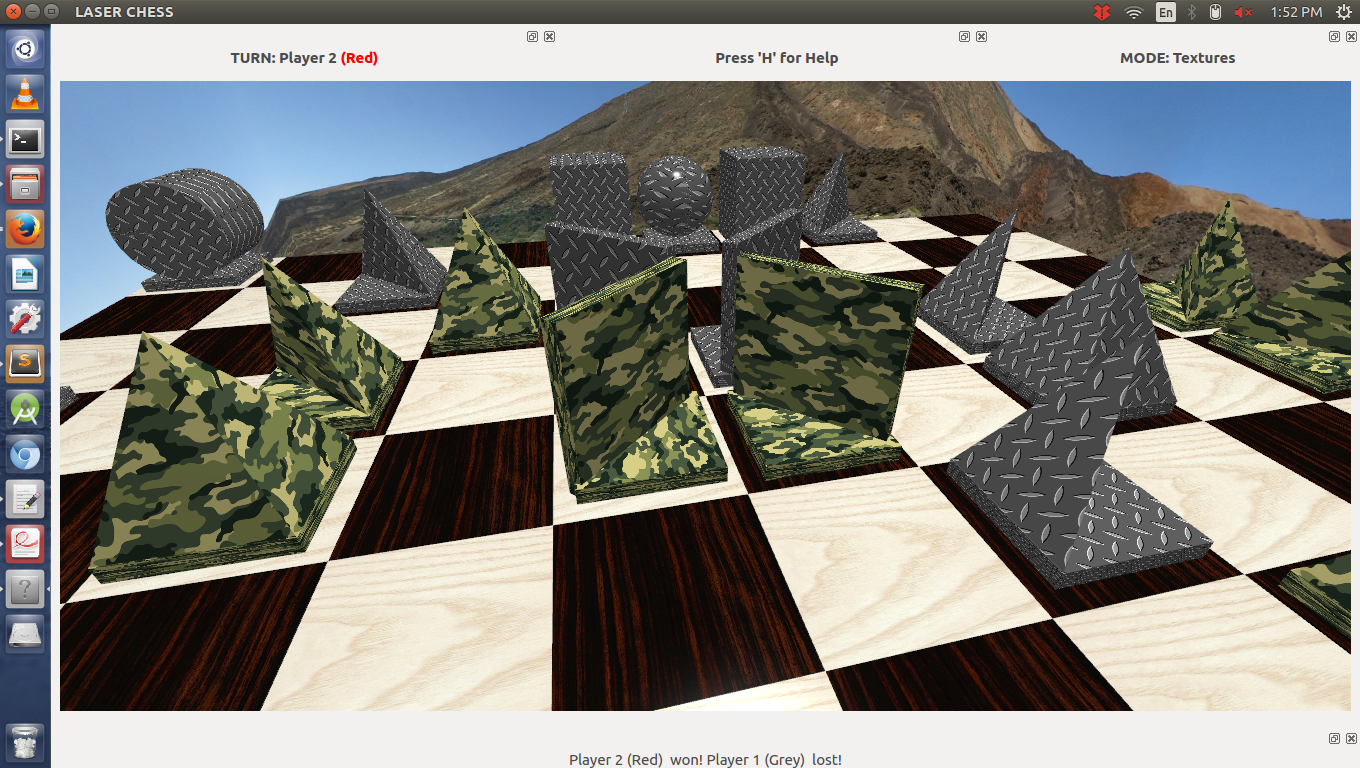 LASER CHESS
En
1:52 PM
TURN: Player 2 (Red)
Press 'H' for Help
MODE: Textures
Player 2 (Red) won! Player 1 (Grey) lost!